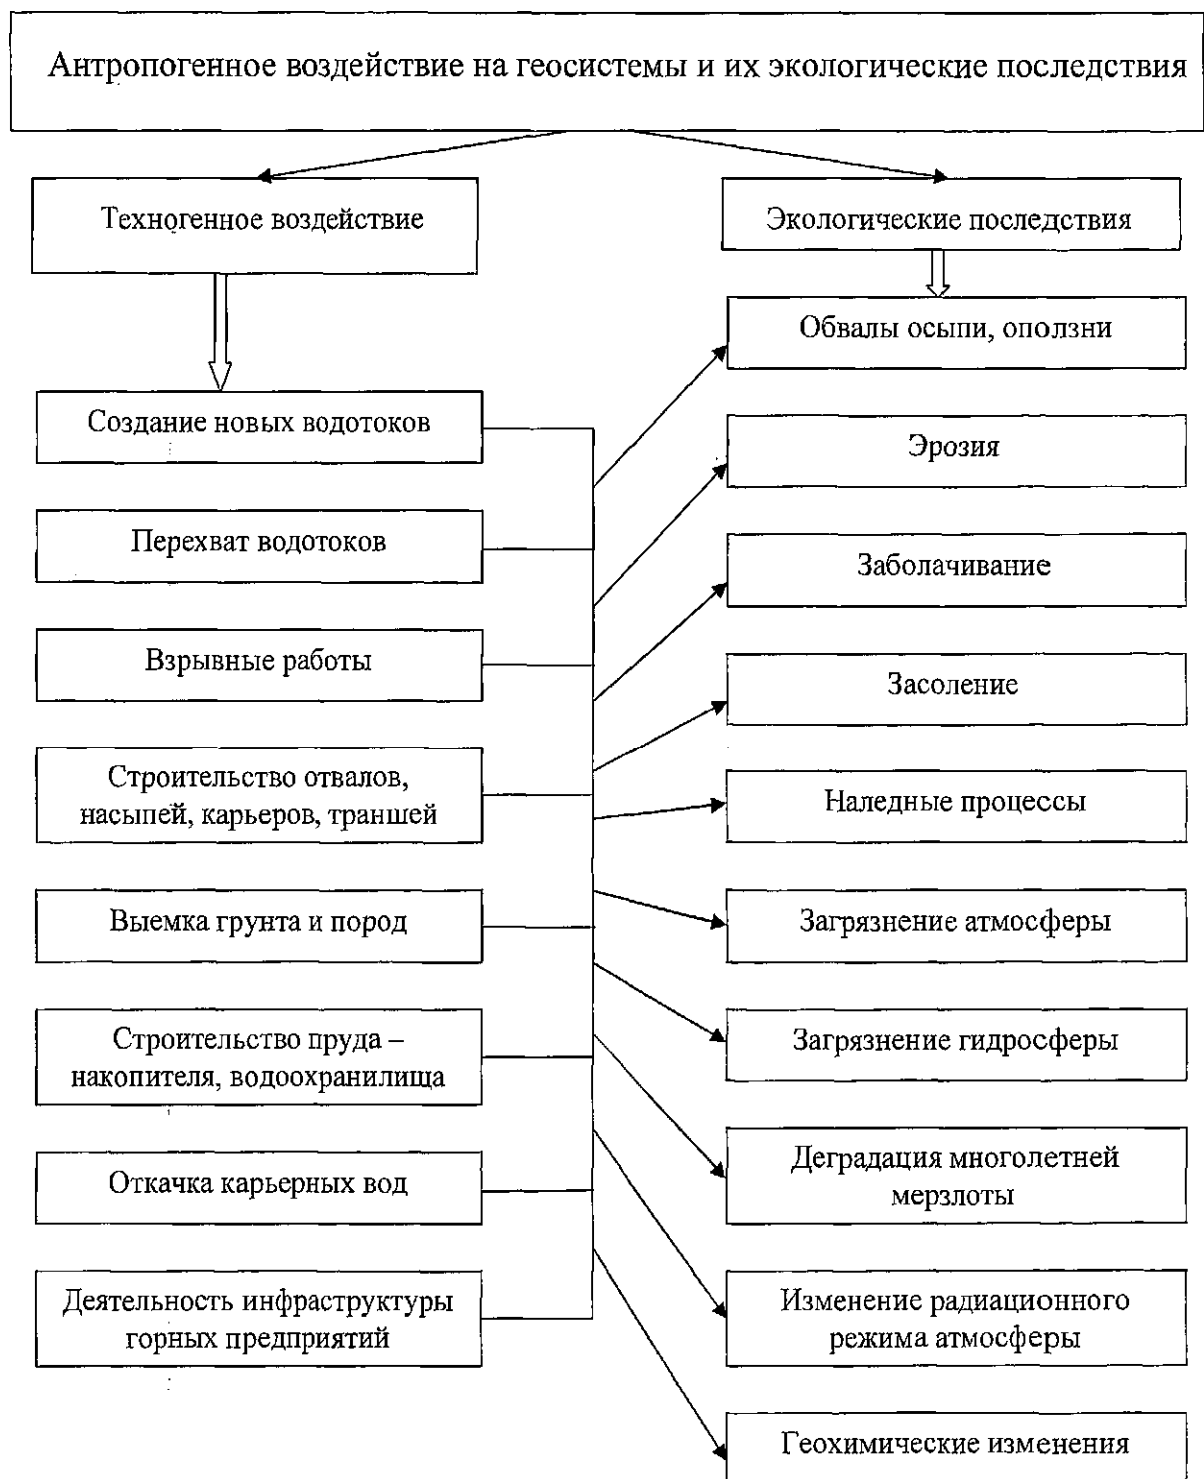 Антропогенное воздействие на геосистемы и их экологические последствия
Техногенное воздействие
Создание новых водотоков
Перехват водотоков
Взрывные работы
Строительство отвалов,
насыпей, карьеров, траншей
Выемка грунта и пород
Строительство пруда –
накопителя, водоохранилища
Откачка карьерных вод
Деятельность инфраструктуры
горных предприятий
Экологические последствия
Обвалы осыпи, оползни
Эрозия
Заболачивание
Засоление
Наледные процессы
Загрязнение атмосферы
Загрязнение гидросферы
Деградация многолетней
мерзлоты
Изменение радиационного
режима атмосферы
Геохимические изменения